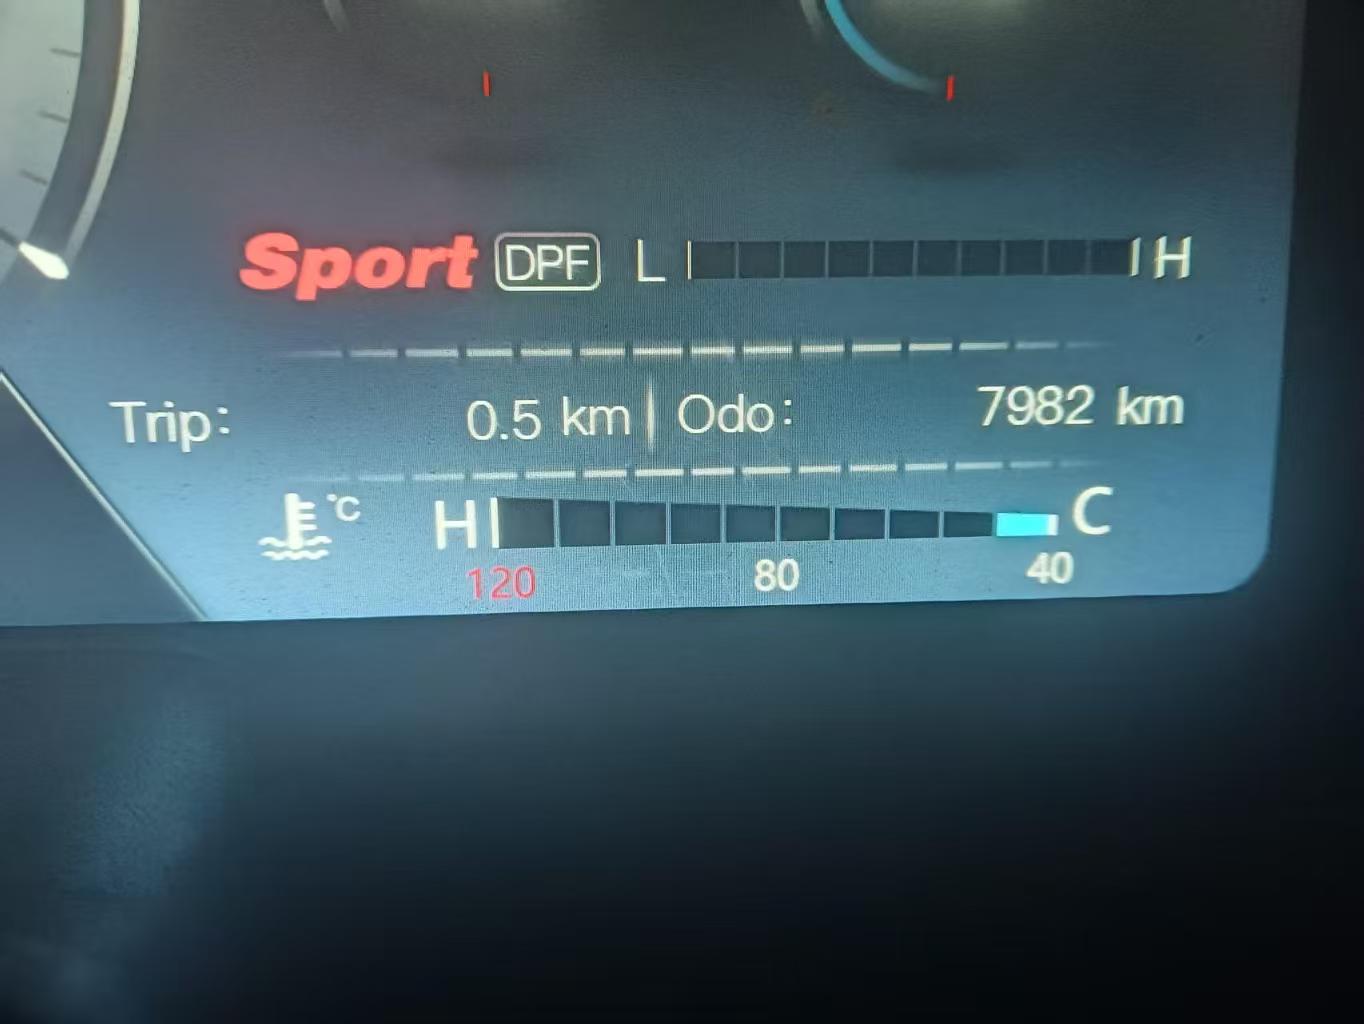 Sport DPF L H
Trip: 0.5 km Odo: 7982 km
°C H C
120 80 40